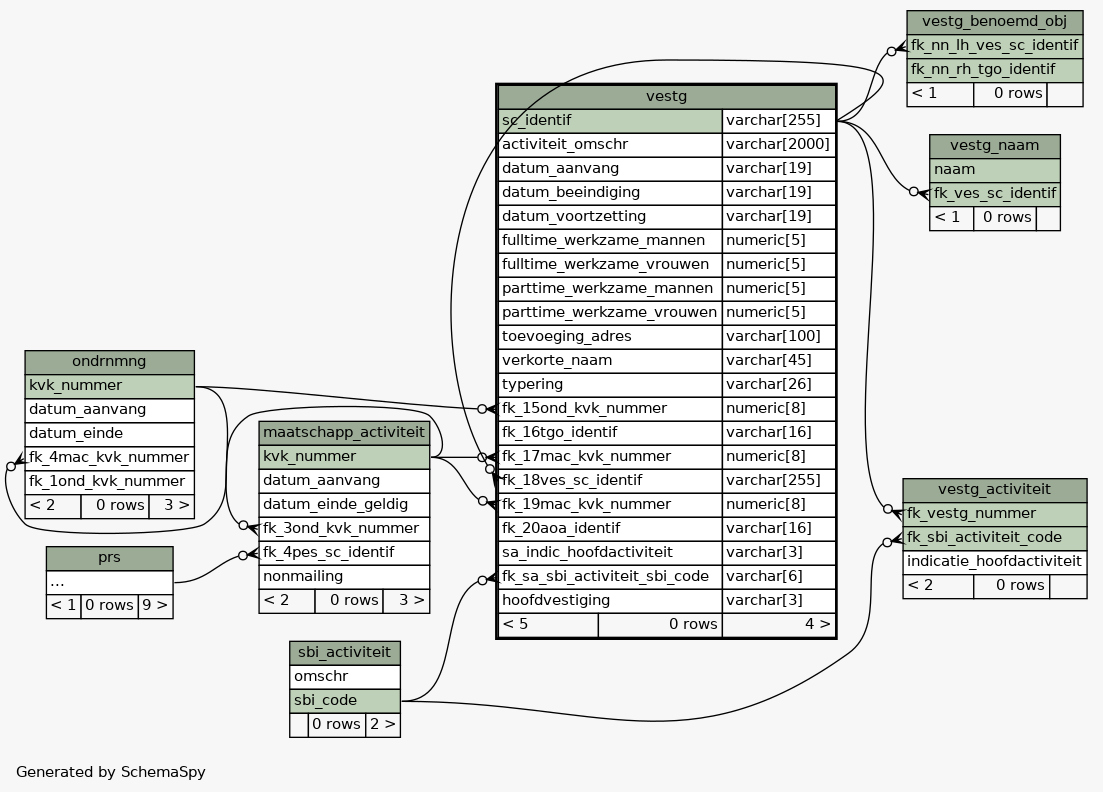 vestg_benoemd_obj
fk_nn_lh_ves_sc_identif
fk_nn_rh_tgo_identif
< 1 0 rows
vestg_naam
naam
fk_ves_sc_identif
< 1 0 rows
vestg
sc_identif varchar[255]
activiteit_omschr varchar[2000]
datum_aanvang varchar[19]
datum_beeindiging varchar[19]
datum_voortzetting varchar[19]
fulltime_werkzame_mannen numeric[5]
fulltime_werkzame_vrouwen numeric[5]
parttime_werkzame_mannen numeric[5]
parttime_werkzame_vrouwen numeric[5]
toevoeging_adres varchar[100]
verkorte_naam varchar[45]
typering varchar[26]
fk_15ond_kvk_nummer numeric[8]
fk_16tgo_identif varchar[16]
fk_17mac_kvk_nummer numeric[8]
fk_18ves_sc_identif varchar[255]
fk_19mac_kvk_nummer numeric[8]
fk_20aoa_identif varchar[16]
sa_indic_hoofdactiviteit varchar[3]
fk_sa_sbi_activiteit_sbi_code varchar[6]
hoofdvestiging varchar[3]
< 5 0 rows 4 >
ondrnmng
kvk_nummer
datum_aanvang
datum_einde
fk_4mac_kvk_nummer
fk_1ond_kvk_nummer
< 2 0 rows 3 >
maatschapp_activiteit
kvk_nummer
datum_aanvang
datum_einde_geldig
fk_3ond_kvk_nummer
fk_4pes_sc_identif
nonmailing
< 2 0 rows 3 >
prs
...
< 1 0 rows 9 >
vestg_activiteit
fk_vestg_nummer
fk_sbi_activiteit_code
indicatie_hoofdactiviteit
< 2 0 rows
sbi_activiteit
omschr
sbi_code
0 rows 2 >
Generated by SchemaSpy